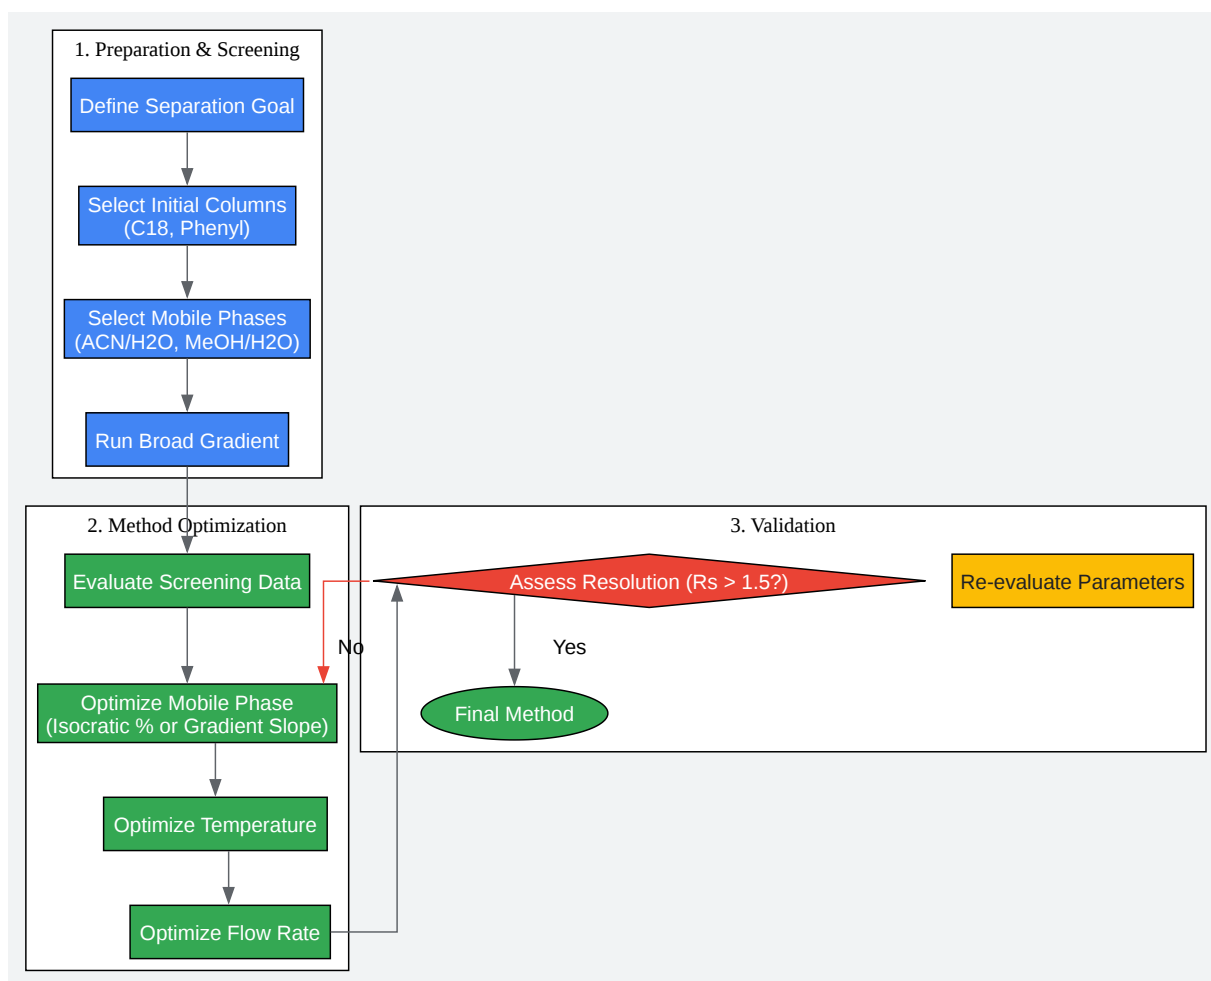 1. Preparation & Screening
Define Separation Goal
Select Initial Columns
(C18, Phenyl)
Select Mobile Phases
(ACN/H2O, MeOH/H2O)
Run Broad Gradient
2. Method Optimization
Evaluate Screening Data
Optimize Mobile Phase
(Isocratic % or Gradient Slope)
Optimize Temperature
Optimize Flow Rate
3. Validation
Assess Resolution (Rs > 1.5?)
Re-evaluate Parameters
No
Yes
Final Method